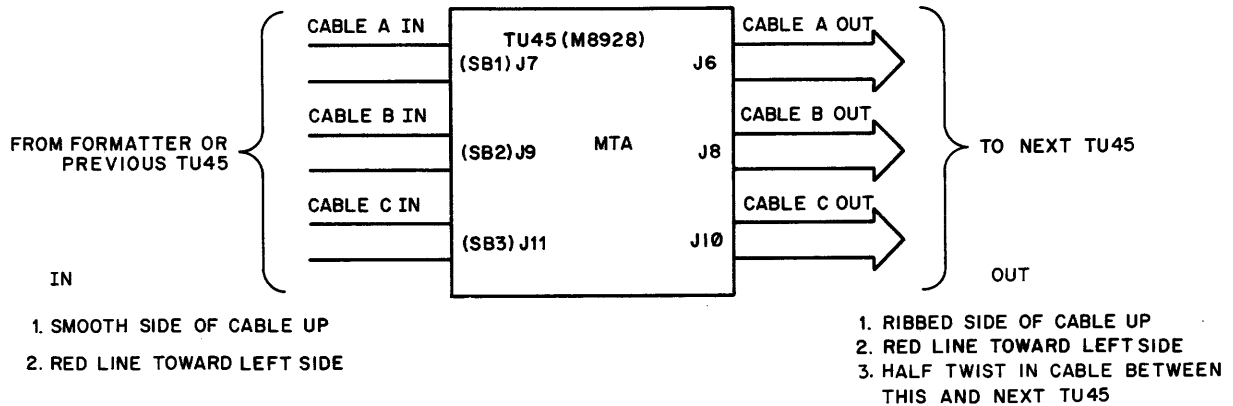 CABLE A IN
TU45(M8928)
CABLE A OUT
(SB1)J7
J6
CABLE B IN
CABLE B OUT
FROM FORMATTER OR
PREVIOUS TU45
(SB2)J9
MTA
J8
TO NEXT TU45
CABLE C IN
CABLE C OUT
(SB3)J11
J10
IN
OUT
1. SMOOTH SIDE OF CABLE UP
2. RED LINE TOWARD LEFT SIDE
1. RIBBED SIDE OF CABLE UP
2. RED LINE TOWARD LEFT SIDE
3. HALF TWIST IN CABLE BETWEEN
THIS AND NEXT TU45